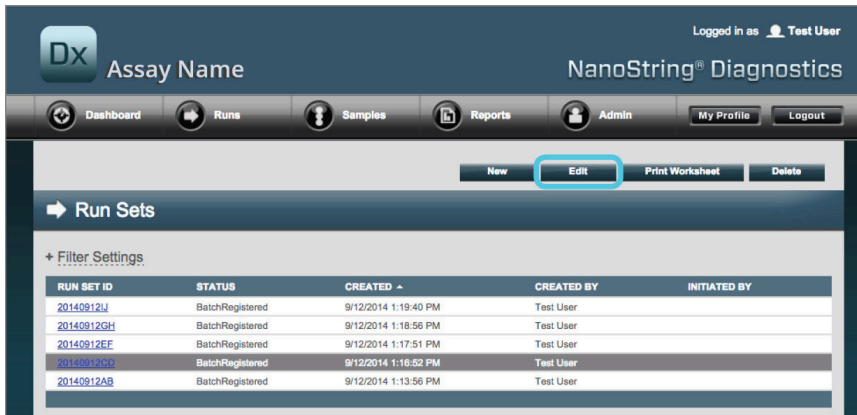 Logged in as Test User
Dx Assay Name
NanoString® Diagnostics
Dashboard Runs Samples Reports Admin My Profile Logout
New Edit Print Worksheet Delete
Run Sets
+ Filter Settings
RUN SET ID STATUS CREATED CREATED BY INITIATED BY
20140912IJ BatchRegistered 9/12/2014 1:19:40 PM Test User
20140912GH BatchRegistered 9/12/2014 1:18:56 PM Test User
20140912EF BatchRegistered 9/12/2014 1:17:51 PM Test User
20140912CD BatchRegistered 9/12/2014 1:16:52 PM Test User
20140912AB BatchRegistered 9/12/2014 1:13:56 PM Test User